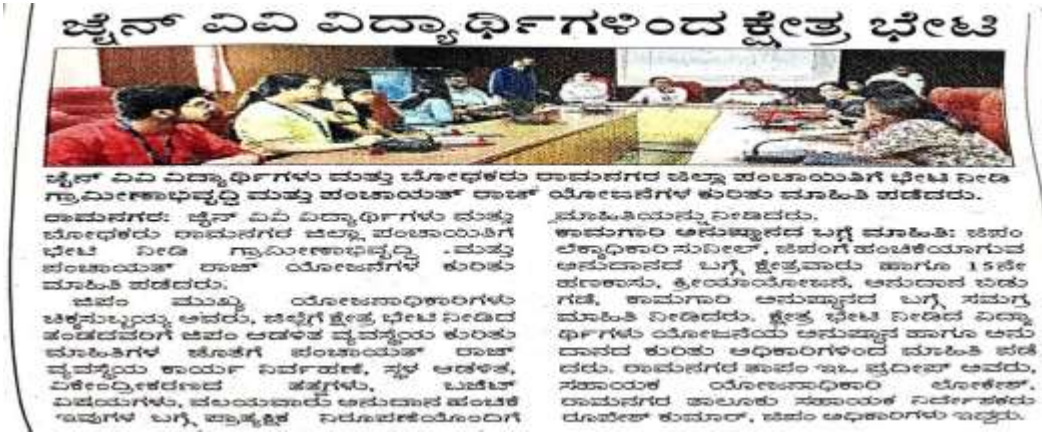 ಜೈನ್ ವಿವಿ ವಿದ್ಯಾರ್ಥಿಗಳಿಂದ ಕ್ಷೇತ್ರ ಭೇಟಿ
ಜೈನ್ ವಿವಿ ವಿದ್ಯಾರ್ಥಿಗಳು ಮತ್ತು ಬೋಧಕರು ರಾಮನಗರ ಜಿಲ್ಲಾ ಪಂಚಾಯಿತಿಗೆ ಭೇಟಿ ನೀಡಿ
ಗ್ರಾಮೀಣಾಭಿವೃದ್ಧಿ ಮತ್ತು ಪಂಚಾಯತ್ ರಾಜ್ ಯೋಜನೆಗಳ ಕುರಿತು ಮಾಹಿತಿ ಪಡೆದರು.
ರಾಮನಗರ: ಜೈನ್ ವಿವಿ ವಿದ್ಯಾರ್ಥಿಗಳು ಮತ್ತು
ಬೋಧಕರು ರಾಮನಗರ ಜಿಲ್ಲಾ ಪಂಚಾಯಿತಿಗೆ
ಭೇಟಿ ನೀಡಿ ಗ್ರಾಮೀಣಾಭಿವೃದ್ಧಿ ಮತ್ತು
ಪಂಚಾಯತ್ ರಾಜ್ ಯೋಜನೆಗಳ ಕುರಿತು
ಮಾಹಿತಿ ಪಡೆದರು.
ಜಿಪಂ ಮುಖ್ಯ ಯೋಜನಾಧಿಕಾರಿಗಳು
ಚಿಕ್ಕಸುಬ್ಬಯ್ಯ ಅವರು, ಜಿಲ್ಲೆಗೆ ಕ್ಷೇತ್ರ ಭೇಟಿ ನೀಡಿದ
ತಂಡದವರಿಗೆ ಜಿಪಂ ಆಡಳಿತ ವ್ಯವಸ್ಥೆಯ ಕುರಿತು
ಮಾಹಿತಿಗಳ ಜೊತೆಗೆ ಪಂಚಾಯತ್ ರಾಜ್
ವ್ಯವಸ್ಥೆಯ ಕಾರ್ಯ ನಿರ್ವಹಣೆ, ಸ್ಥಳ ಆಡಳಿತ,
ವಿಕೇಂದ್ರೀಕರಣದ ತತ್ವಗಳು, ಬಜೆಟ್
ವಿಷಯಗಳು, ವಲಯವಾರು ಅನುದಾನ ಹಂಚಿಕೆ
ಇವುಗಳ ಬಗ್ಗೆ ಪ್ರಾತ್ಯಕ್ಷಿಕ ನಿರೂಪಣೆಯೊಂದಿಗೆ
ಮಾಹಿತಿಯನ್ನು ನೀಡಿದರು.
ಕಾಮಗಾರಿ ಅನುಷ್ಠಾನದ ಬಗ್ಗೆ ಮಾಹಿತಿ: ಜಿಪಂ
ಲೆಕ್ಕಾಧಿಕಾರಿ ಸುನೀಲ್, ಜಿಪಂಗೆ ಹಂಚಿಕೆಯಾಗುವ
ಅನುದಾನದ ಬಗ್ಗೆ ಕ್ಷೇತ್ರವಾರು ಹಾಗೂ 15ನೇ
ಹಣಕಾಸು, ಕ್ರಿಯಾಯೋಜನೆ, ಅನುದಾನ ಬಿಡು
ಗಡೆ, ಕಾಮಗಾರಿ ಅನುಷ್ಠಾನದ ಬಗ್ಗೆ ಸಮಗ್ರ
ಮಾಹಿತಿ ನೀಡಿದರು. ಕ್ಷೇತ್ರ ಭೇಟಿ ನೀಡಿದ ವಿದ್ಯಾ
ರ್ಥಿಗಳು ಯೋಜನೆಯ ಅನುಷ್ಠಾನ ಹಾಗೂ ಅನು
ದಾನದ ಕುರಿತು ಅಧಿಕಾರಿಗಳಿಂದ ಮಾಹಿತಿ ಪಡೆ
ದರು. ರಾಮನಗರ ತಾಪಂ ಇಒ ಪ್ರದೀಪ್ ಅವರು,
ಸಹಾಯಕ ಯೋಜನಾಧಿಕಾರಿ ಲೋಕೇಶ್,
ರಾಮನಗರ ತಾಲೂಕು ಸಹಾಯಕ ನಿರ್ದೇಶಕರು
ರೂಪೇಶ್ ಕುಮಾರ್, ಜಿಪಂ ಅಧಿಕಾರಿಗಳು ಇದ್ದರು.